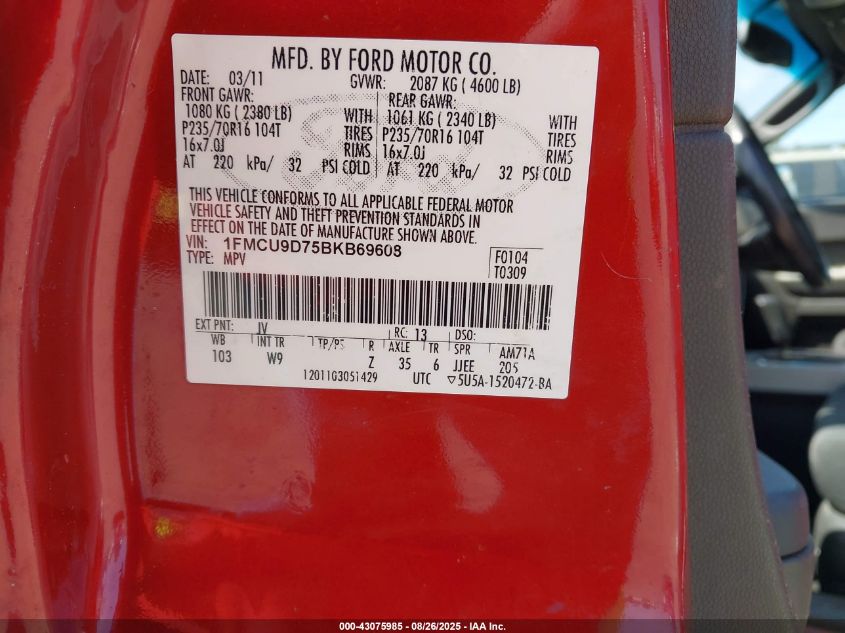 MFD. BY FORD MOTOR CO.
DATE: 03/11 GVWR: 2087 KG ( 4600 LB)
FRONT GAWR: REAR GAWR:
1080 KG ( 2380 LB) WITH 1061 KG ( 2340 LB) WITH
P235/70R16 104T TIRES P235/70R16 104T TIRES
16x7.0J RIMS 16x7.0J RIMS
AT 220 kPa/ 32 PSI COLD AT 220 kPa/ 32 PSI COLD
THIS VEHICLE CONFORMS TO ALL APPLICABLE FEDERAL MOTOR
VEHICLE SAFETY AND THEFT PREVENTION STANDARDS IN
EFFECT ON THE DATE OF MANUFACTURE SHOWN ABOVE.
VIN: 1FMCU9D75BKB69608 F0104
TYPE: MPV T0309
EXT PNT: JV RC: 13 DSO:
WB INT TR TP/PS R AXLE TR SPR AM71A
103 W9 Z 35 6 JJEE 205
12011G3051429 UTC ▽5U5A-1520472-BA
000-43075985 - 08/26/2025 - IAA Inc.